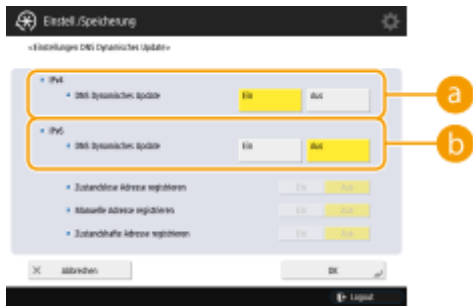 Einstell./Speicherung
<Einstellungen DNS Dynamisches Update>
IPv4
DNS Dynamisches Update Ein Aus
a
IPv6
DNS Dynamisches Update Ein Aus
b
Zustandslose Adresse registrieren Ein Aus
Manuelle Adresse registrieren Ein Aus
Zustandshafte Adresse registrieren Ein Aus
Abbrechen OK
Logout